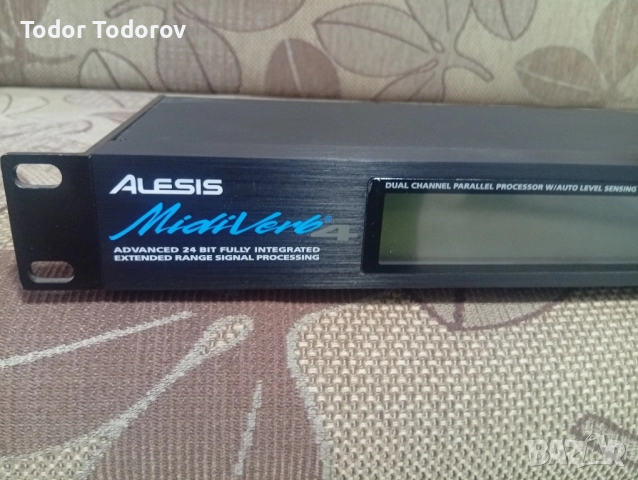 Todor Todorov
ALESIS
MidiVerb® 4
ADVANCED 24 BIT FULLY INTEGRATED
EXTENDED RANGE SIGNAL PROCESSING
DUAL CHANNEL PARALLEL PROCESSOR W/AUTO LEVEL SENSING
BAZAR